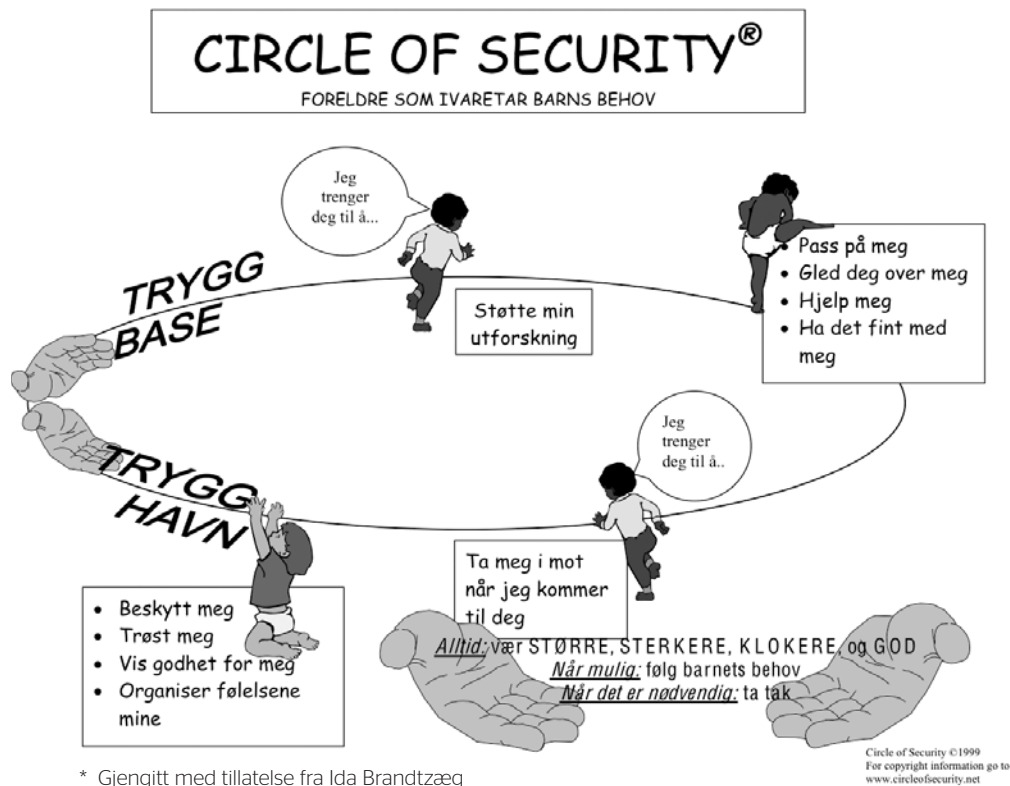 CIRCLE OF SECURITY®
FORELDRE SOM IVARETAR BARNS BEHOV
Jeg
trenger
deg til å...
TRYGG
BASE
Støtte min
utforskning
• Pass på meg
• Gled deg over meg
• Hjelp meg
• Ha det fint med
meg
TRYGG
HAVN
Jeg
trenger
deg til å..
Ta meg i mot
når jeg kommer
til deg
• Beskytt meg
• Trøst meg
• Vis godhet for meg
• Organiser følelsene
mine
Alltid: vær STØRRE, STERKERE, KLOKERE, og GOD
Når mulig: følg barnets behov
Når det er nødvendig: ta tak
Circle of Security ©1999
For copyright information go to
www.circleofsecurity.net
* Gjengitt med tillatelse fra Ida Brandtzæg